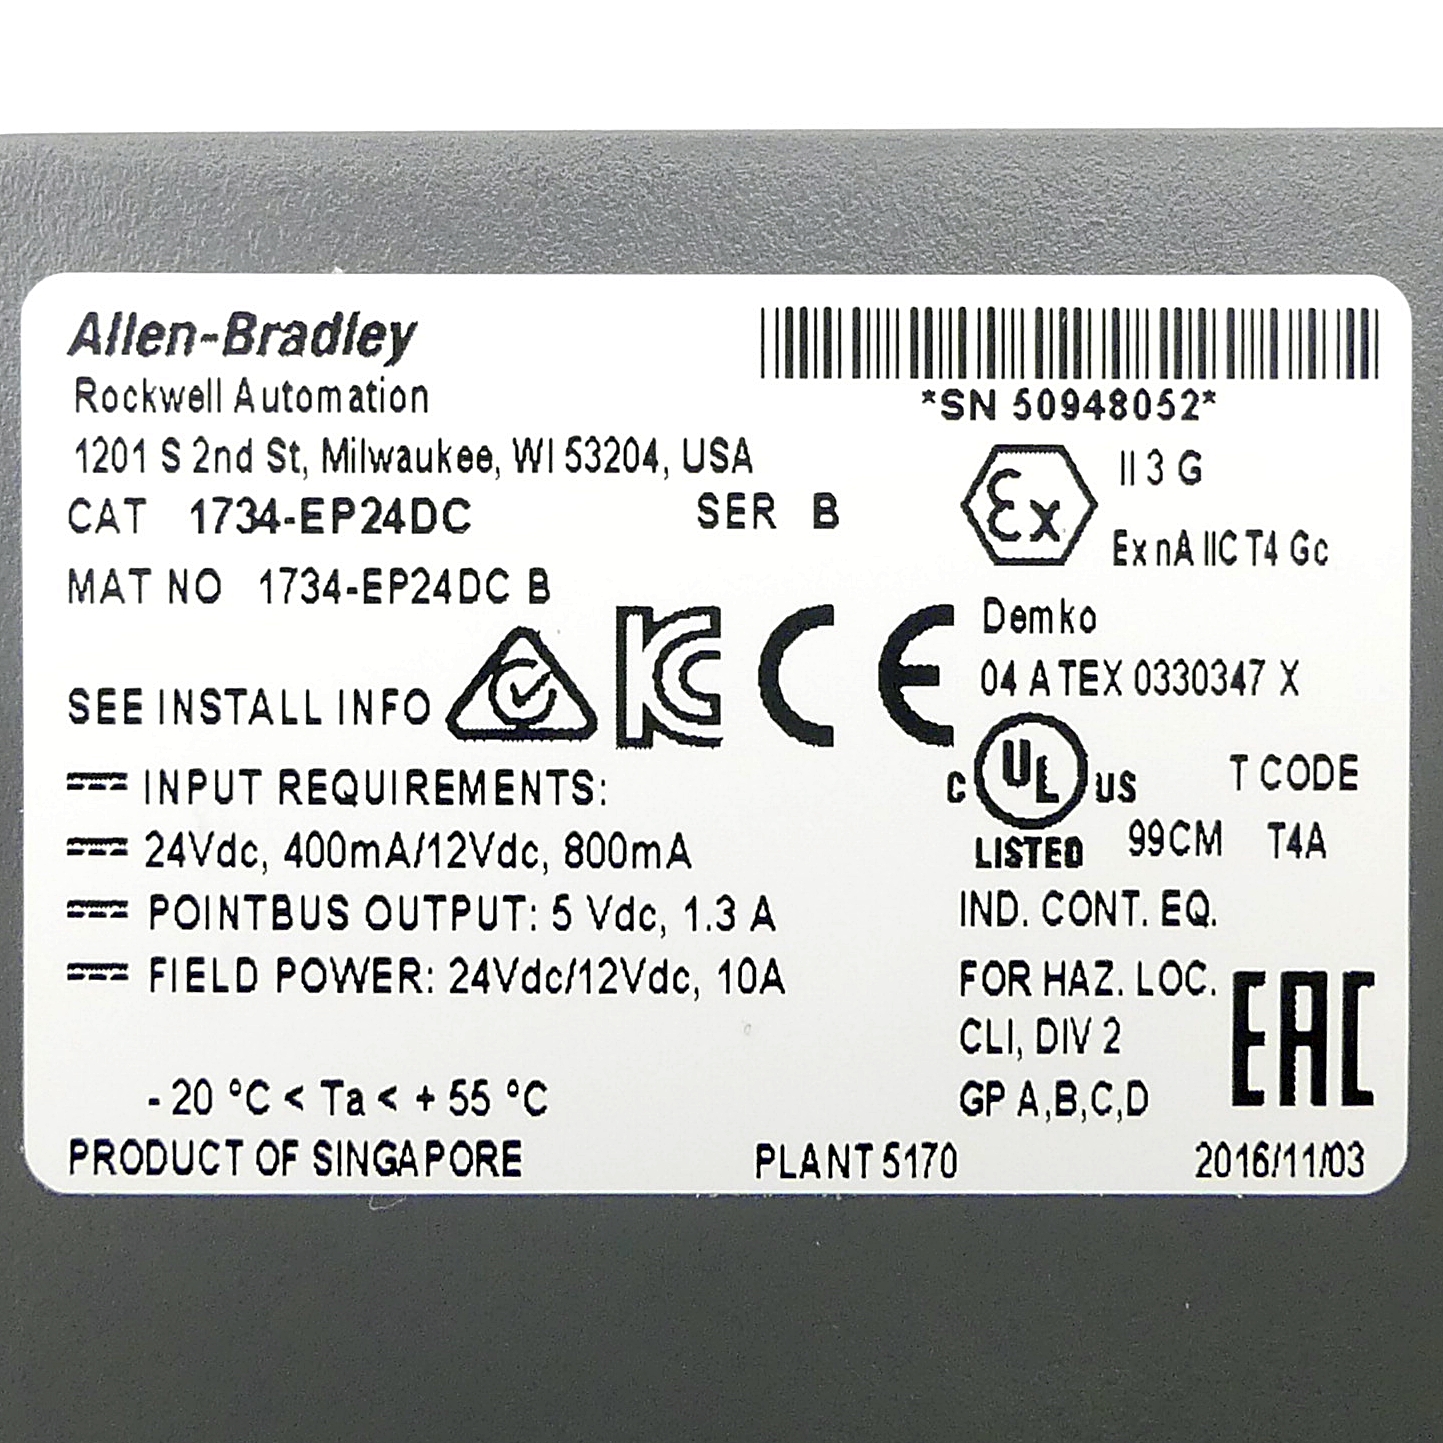 Allen-Bradley
Rockwell Automation
1201 S 2nd St, Milwaukee, WI 53204, USA
CAT 1734-EP24DC SER B
MAT NO 1734-EP24DC B
*SN 50948052*
Ex II 3 G
Ex nA IIC T4 Gc
Demko
04 ATEX 0330347 X
SEE INSTALL INFO KC CE
INPUT REQUIREMENTS:
24Vdc, 400mA/12Vdc, 800mA
POINTBUS OUTPUT: 5 Vdc, 1.3 A
FIELD POWER: 24Vdc/12Vdc, 10A
C UL US T CODE
LISTED 99CM T4A
IND. CONT. EQ.
FOR HAZ. LOC.
CLI, DIV 2
GP A,B,C,D
EAC
-20 °C < Ta < +55 °C
PRODUCT OF SINGAPORE PLANT 5170 2016/11/03